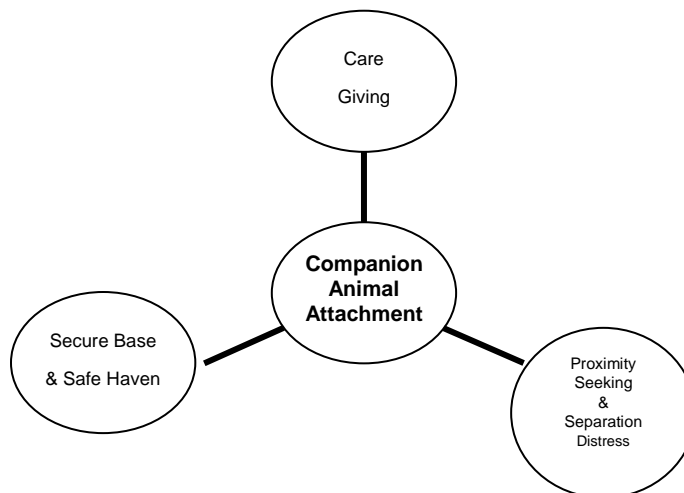 Care
Giving
Companion
Animal
Attachment
Secure Base
& Safe Haven
Proximity
Seeking
&
Separation
Distress